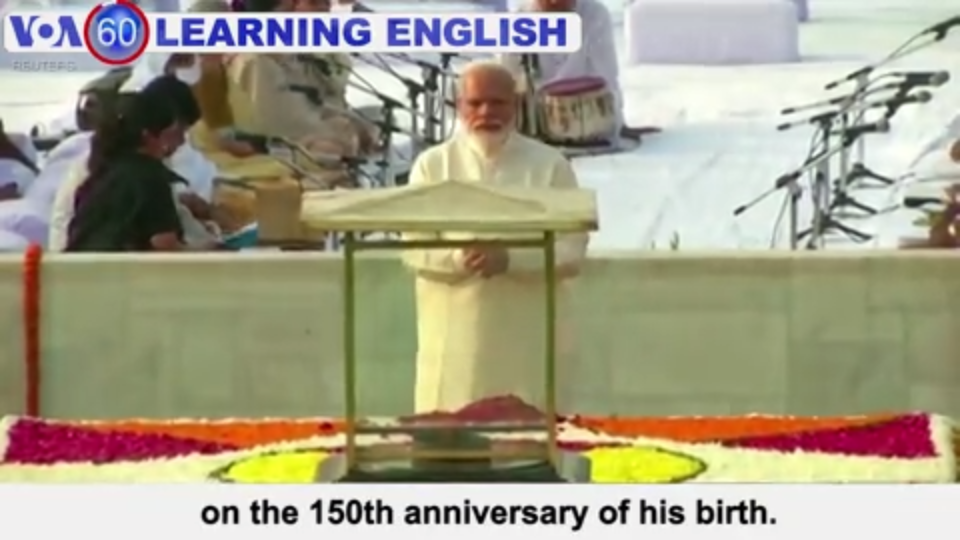 VOA 60 LEARNING ENGLISH
REUTERS
on the 150th anniversary of his birth.